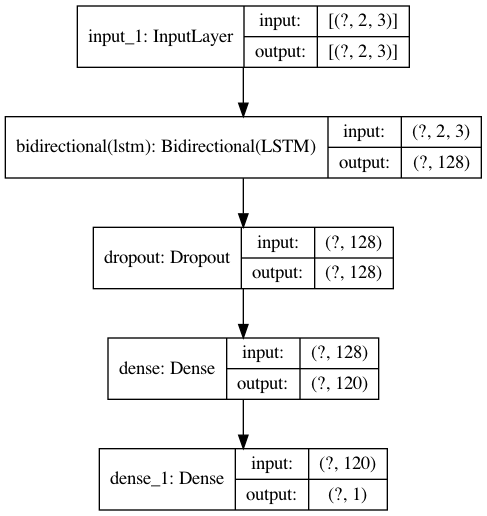 input_1: InputLayer
input: [(?, 2, 3)]
output: [(?, 2, 3)]
bidirectional(lstm): Bidirectional(LSTM)
input: (?, 2, 3)
output: (?, 128)
dropout: Dropout
input: (?, 128)
output: (?, 128)
dense: Dense
input: (?, 128)
output: (?, 120)
dense_1: Dense
input: (?, 120)
output: (?, 1)